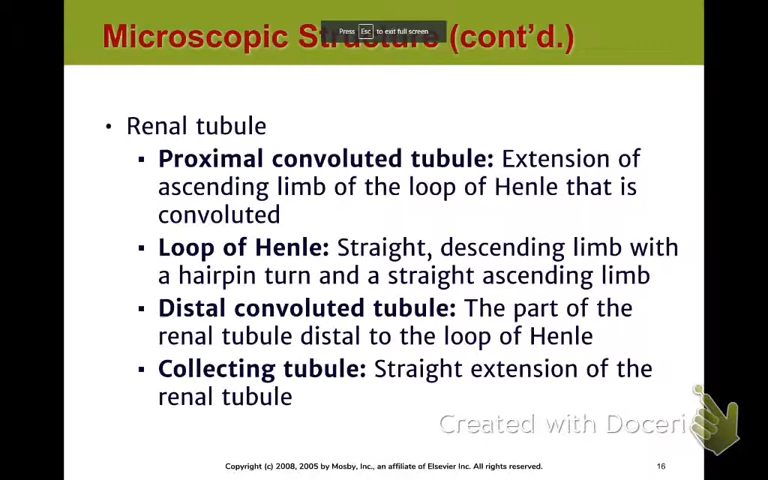 Microscopic Structure (cont'd.)
Press Esc to exit full screen
• Renal tubule
▪ Proximal convoluted tubule: Extension of
ascending limb of the loop of Henle that is
convoluted
▪ Loop of Henle: Straight, descending limb with
a hairpin turn and a straight ascending limb
▪ Distal convoluted tubule: The part of the
renal tubule distal to the loop of Henle
▪ Collecting tubule: Straight extension of the
renal tubule
Created with Doceri
Copyright (c) 2008, 2005 by Mosby, Inc., an affiliate of Elsevier Inc. All rights reserved.
16